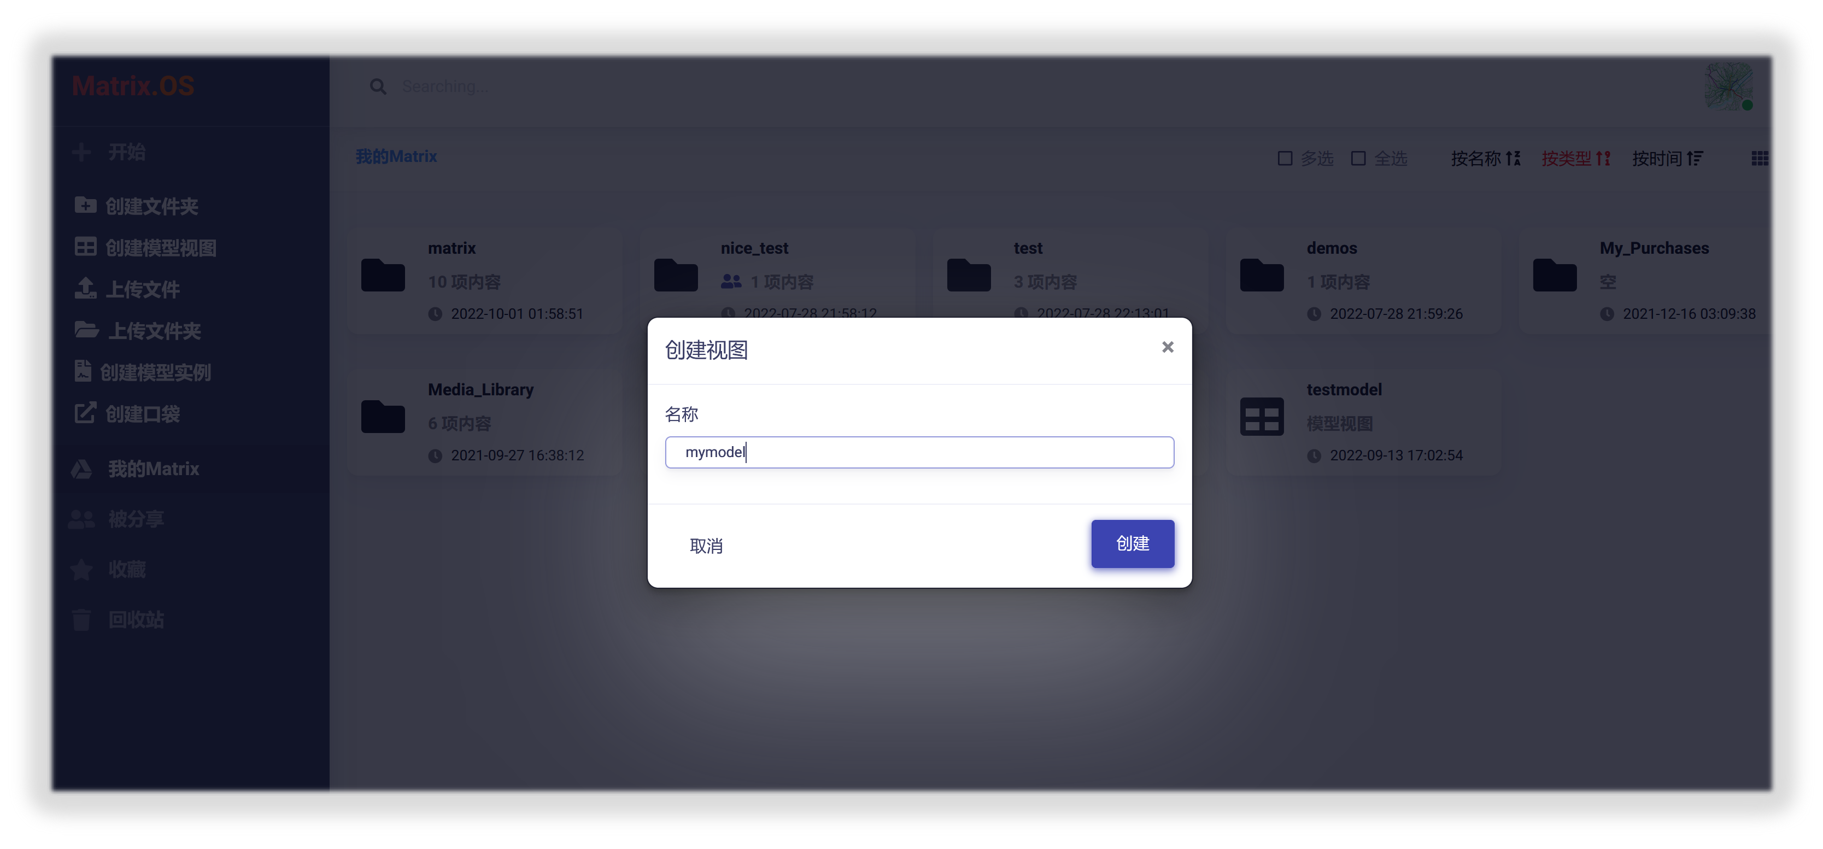 Matrix.OS
Searching...
开始
创建文件夹
创建模型视图
上传文件
上传文件夹
创建模型实例
创建口袋
我的Matrix
被分享
收藏
回收站
我的Matrix
多选 全选 按名称 按类型 按时间
matrix
10 项内容
2022-10-01 01:58:51
nice_test
1 项内容
2022-07-28 21:58:12
test
3 项内容
2022-07-28 22:13:01
demos
1 项内容
2022-07-28 21:59:26
My_Purchases
空
2021-12-16 03:09:38
Media_Library
6 项内容
2021-09-27 16:38:12
testmodel
模型视图
2022-09-13 17:02:54
创建视图
×
名称
mymodel
取消
创建